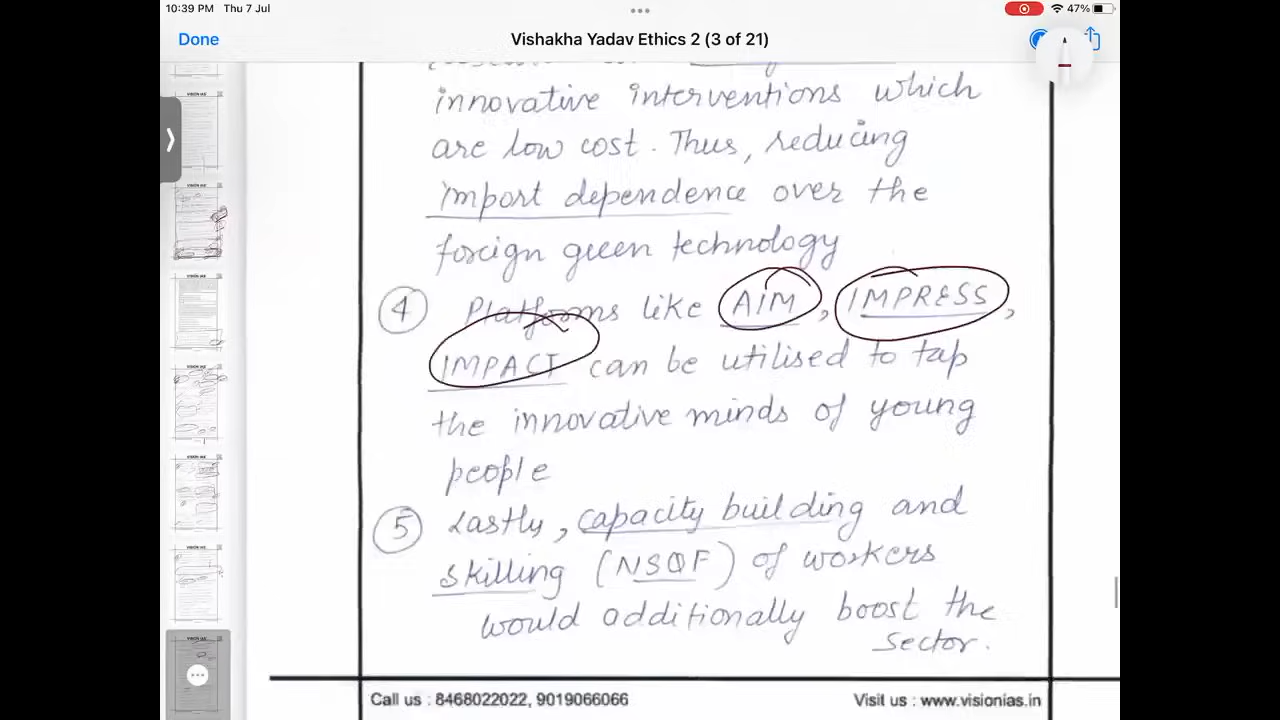 10:39 PM Thu 7 Jul
47%
Done
Vishakha Yadav Ethics 2 (3 of 21)
innovative interventions which
are low cost. Thus, reducing
import dependence over the
foreign green technology
4 Platforms like AIM, IMPRESS,
IMPACT can be utilised to tap
the innovative minds of young
people
5 Lastly, capacity building and
skilling (NSQF) of workers
would additionally boost the
sector.
Call us : 8468022022, 9019066066
Visit us : www.visionias.in